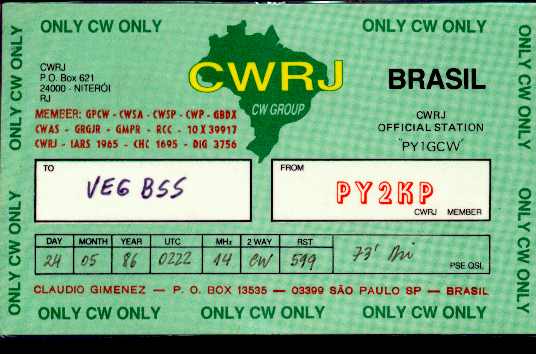 ONLY CW ONLY
ONLY CW ONLY
ONLY CW ONLY
ONLY CW ONLY
CWRJ
P.O. Box 621
24000 - NITERÓI
RJ
CWRJ
CW GROUP
BRASIL
MEMBER: GPCW - CWSA - CWSP - CWP - GBDX
CWAS - GRGJR - GMPR - RCC - 10 X 39917
CWRJ - IARS 1965 - CHC 1695 - DIG 3756
CWRJ
OFFICIAL STATION
"PY1GCW"
TO
VE6 BSS
FROM
PY2KP
CWRJ MEMBER
DAY MONTH YEAR UTC MHz 2 WAY RST
24 05 86 0222 14 CW 599 73'
PSE QSL
CLAUDIO GIMENEZ — P. O. BOX 13535 — 03399 SÃO PAULO SP — BRASIL
ONLY CW ONLY
ONLY CW ONLY
ONLY CW ONLY
ONLY CW ONLY
ONLY CW ONLY